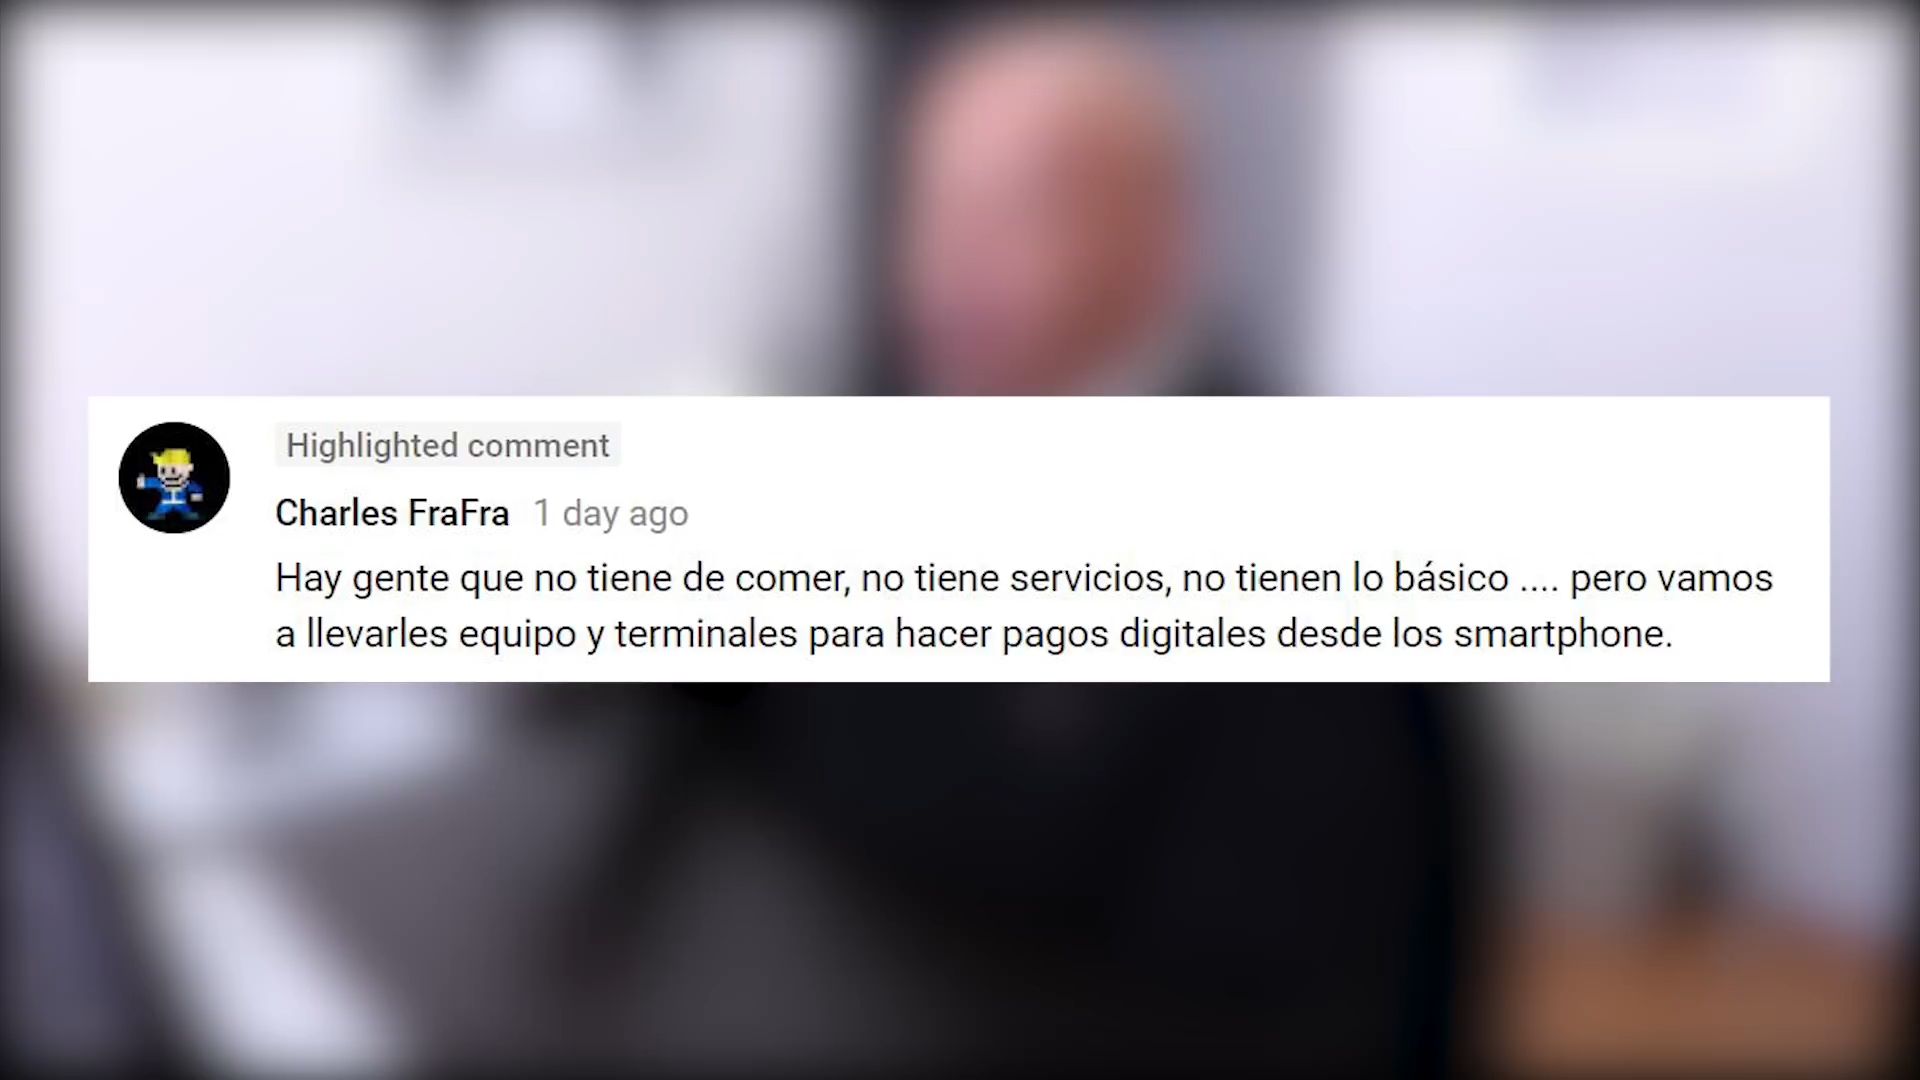 Highlighted comment
Charles FraFra 1 day ago
Hay gente que no tiene de comer, no tiene servicios, no tienen lo básico .... pero vamos
a llevarles equipo y terminales para hacer pagos digitales desde los smartphone.